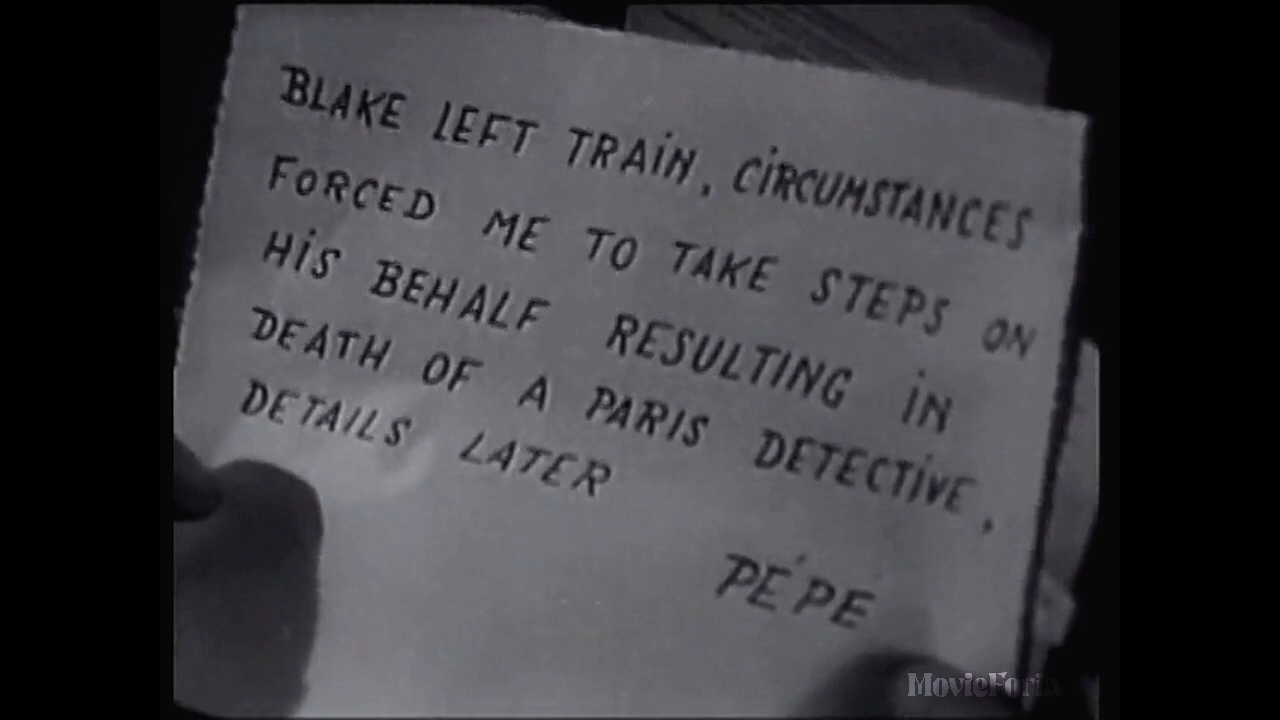 BLAKE LEFT TRAiN, CiRCUMSTANCES
FORCED ME TO TAKE STEPS ON
HiS BEHALF RESULTING iN
DEATH OF A PARIS DETECTiVE,
DETAILS LATER
PÉPE